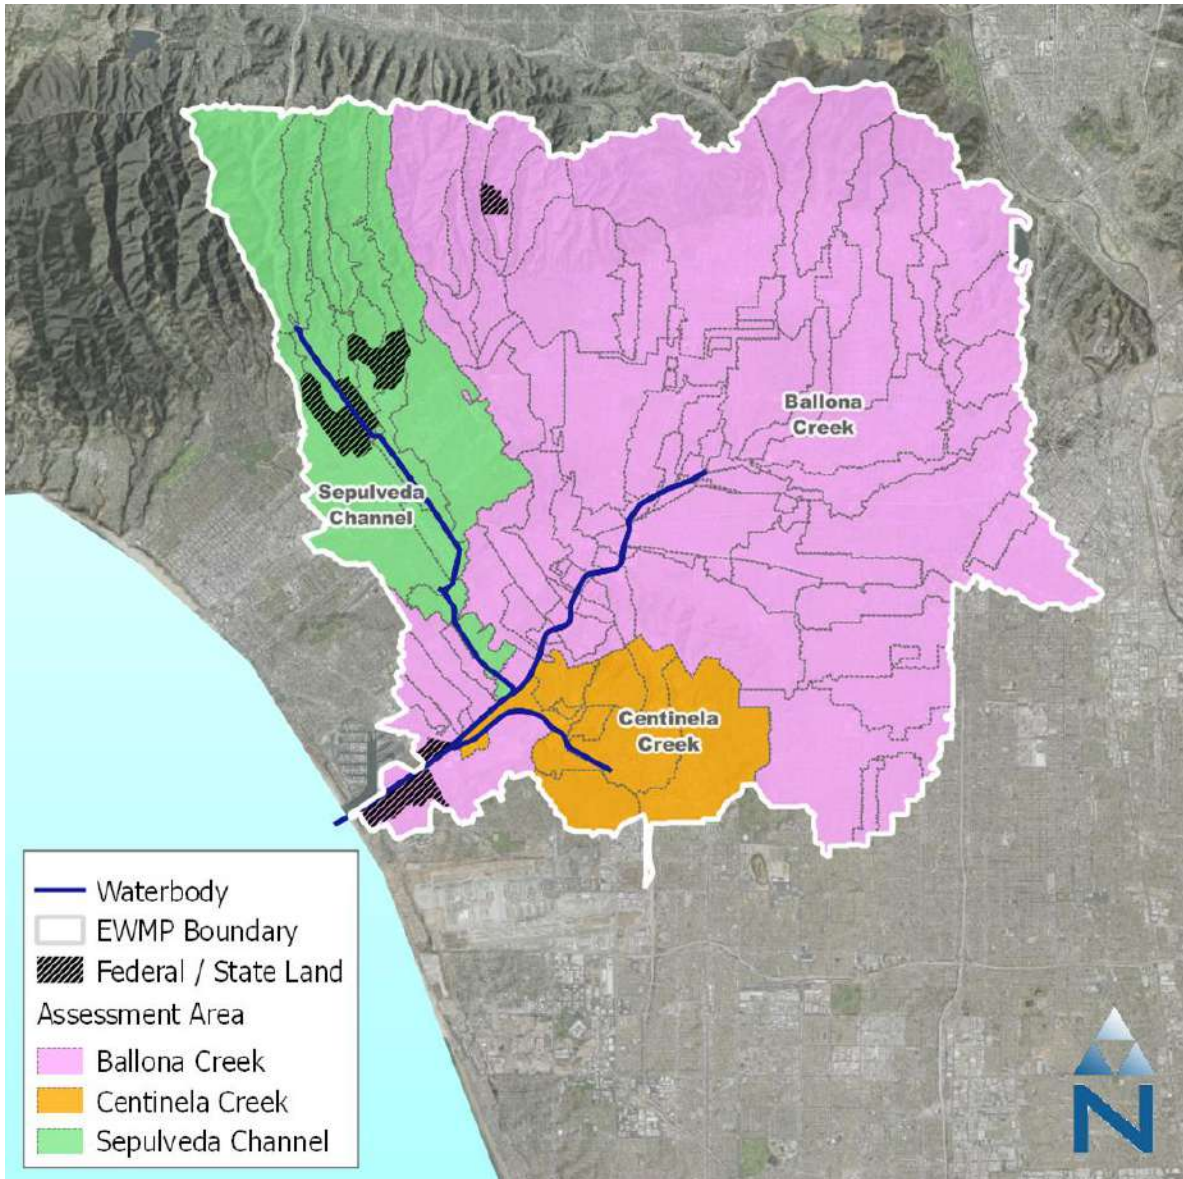 Ballona
Creek
Sepulveda
Channel
Centinela
Creek
Waterbody
EWMP Boundary
Federal / State Land
Assessment Area
Ballona Creek
Centinela Creek
Sepulveda Channel
N